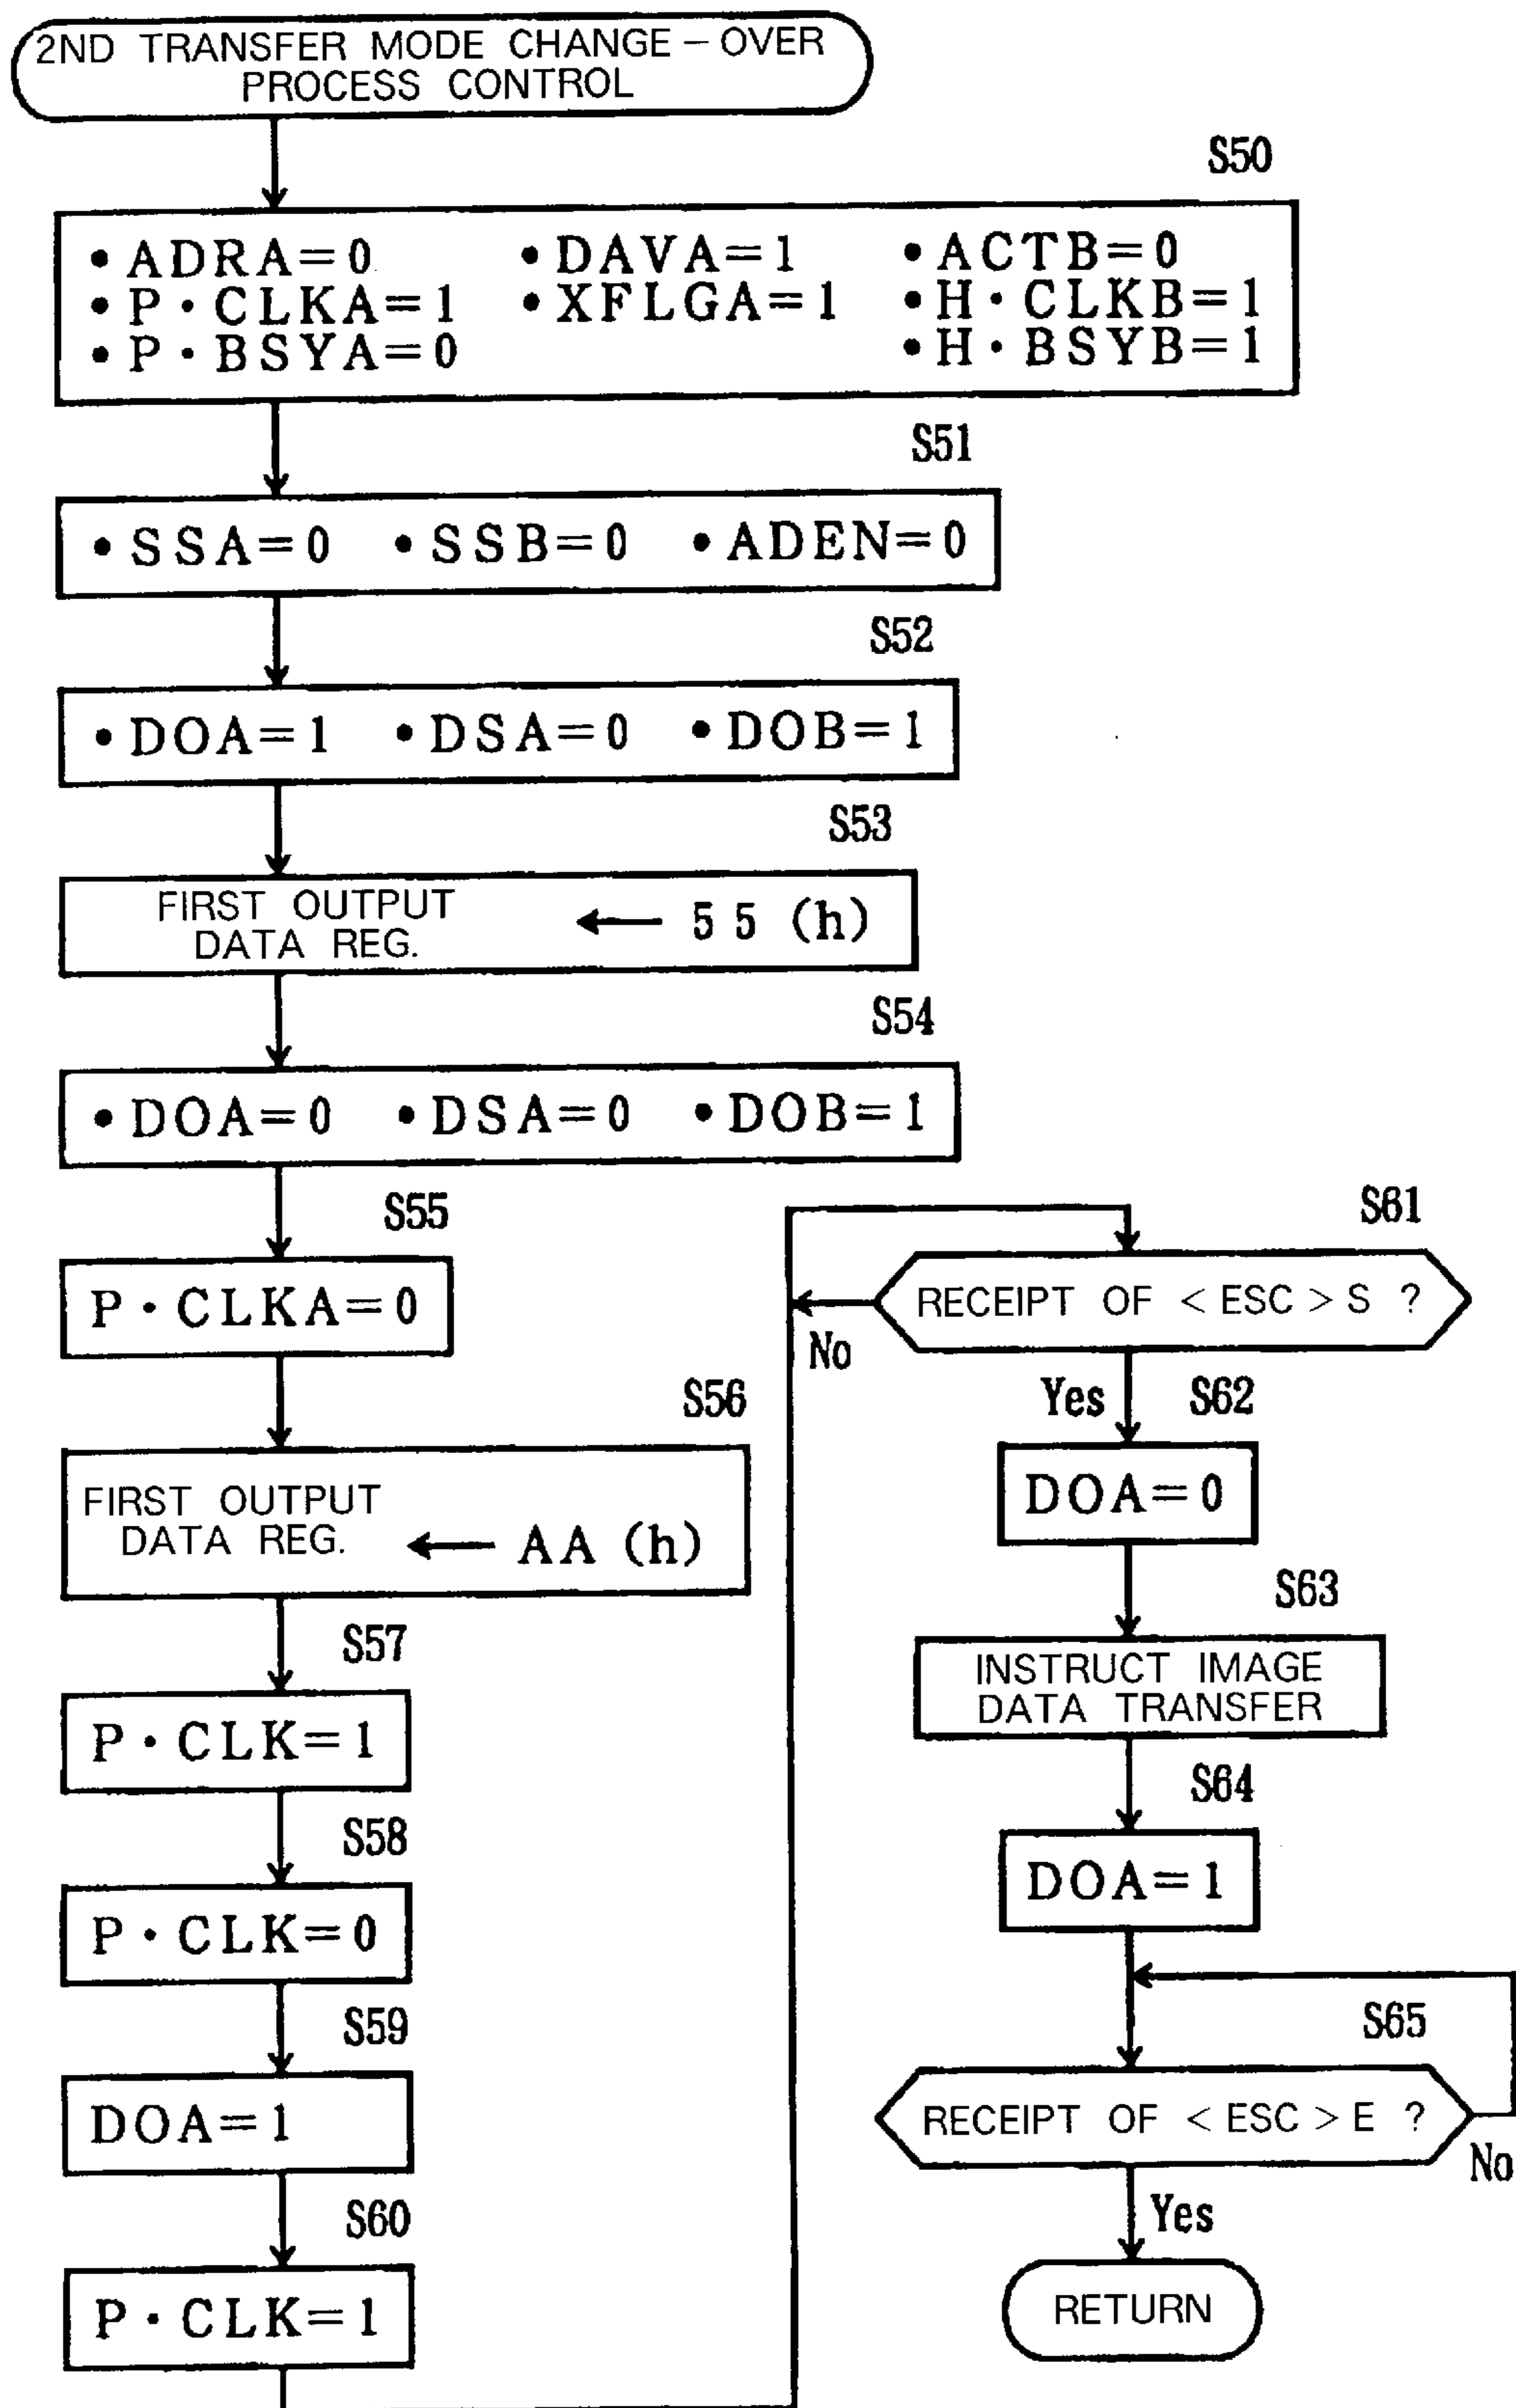 2ND TRANSFER MODE CHANGE – OVER
PROCESS CONTROL
S50
• ADRA=0 • DAVA=1 • ACTB=0
• P·CLKA=1 • XFLGA=1 • H·CLKB=1
• P·BSYA=0 • H·BSYB=1
S51
• SSA=0 • SSB=0 • ADEN=0
S52
• DOA=1 • DSA=0 • DOB=1
S53
FIRST OUTPUT
DATA REG. ← 55 (h)
S54
• DOA=0 • DSA=0 • DOB=1
S55
P·CLKA=0
S56
FIRST OUTPUT
DATA REG. ← AA (h)
S57
P·CLK=1
S58
P·CLK=0
S59
DOA=1
S60
P·CLK=1
S61
RECEIPT OF <ESC> S ?
No
Yes
S62
DOA=0
S63
INSTRUCT IMAGE
DATA TRANSFER
S64
DOA=1
S65
RECEIPT OF <ESC> E ?
No
Yes
RETURN